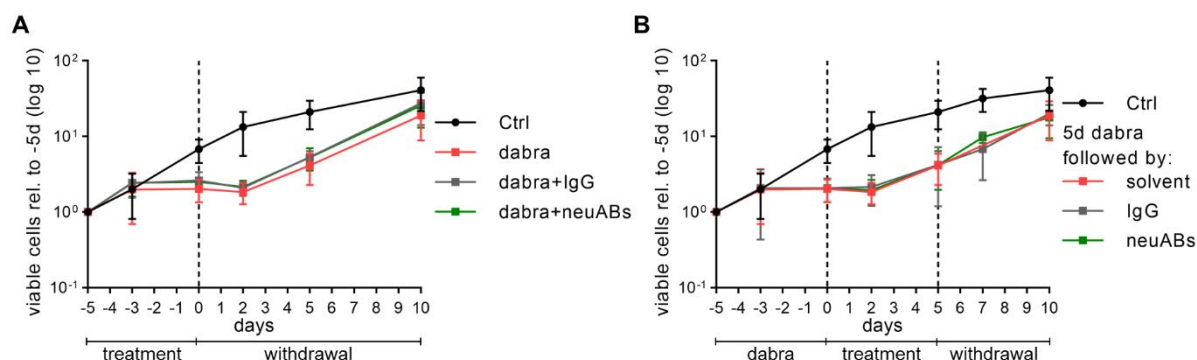 A
viable cells rel. to -5d (log 10)
10²
10¹
10⁰
10⁻¹
-5 -4 -3 -2 -1 0 1 2 3 4 5 6 7 8 9 10
days
treatment withdrawal
Ctrl
dabra
dabra+IgG
dabra+neuABs
B
viable cells rel. to -5d (log 10)
10²
10¹
10⁰
10⁻¹
-5 -4 -3 -2 -1 0 1 2 3 4 5 6 7 8 9 10
days
dabra treatment withdrawal
Ctrl
5d dabra
followed by:
solvent
IgG
neuABs